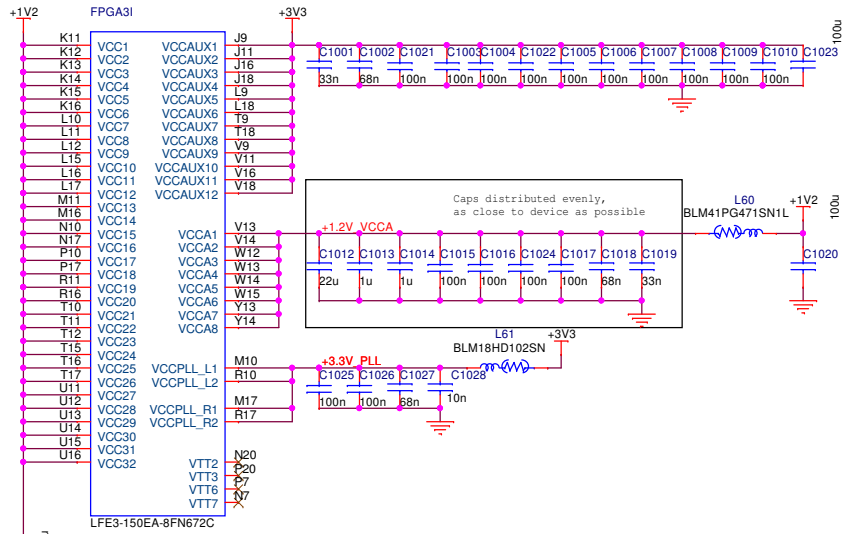 +1V2 FPGA3I +3V3
K11 VCC1 VCCAUX1 J9
K12 VCC2 VCCAUX2 J11
K13 VCC3 VCCAUX3 J16
K14 VCC4 VCCAUX4 J18
K15 VCC5 VCCAUX5 L9
K16 VCC6 VCCAUX6 L18
L10 VCC7 VCCAUX7 T9
L11 VCC8 VCCAUX8 T18
L12 VCC9 VCCAUX9 V9
L15 VCC10 VCCAUX10 V11
L16 VCC11 VCCAUX11 V16
L17 VCC12 VCCAUX12 V18
M11 VCC13
M16 VCC14
N10 VCC15 VCCA1 V13
N17 VCC16 VCCA2 V14
P10 VCC17 VCCA3 W12
P17 VCC18 VCCA4 W13
R11 VCC19 VCCA5 W14
R16 VCC20 VCCA6 W15
T10 VCC21 VCCA7 Y13
T11 VCC22 VCCA8 Y14
T12 VCC23
T15 VCC24
T16 VCC25 VCCPLL_L1 M10
T17 VCC26 VCCPLL_L2 R10
U11 VCC27
U12 VCC28 VCCPLL_R1 M17
U13 VCC29 VCCPLL_R2 R17
U14 VCC30
U15 VCC31
U16 VCC32 VTT2 N20
VTT3 P20
VTT6 P7
VTT7 N7
LFE3-150EA-8FN672C
C1001 C1002 C1021 C1003 C1004 C1022 C1005 C1006 C1007 C1008 C1009 C1010 C1023
33n 68n 100n 100n 100n 100n 100n 100n 100n 100n 100n 100n 100u
Caps distributed evenly,
as close to device as possible
L60
BLM41PG471SN1L
+1V2
100u
C1020
+1.2V_VCCA
C1012 C1013 C1014 C1015 C1016 C1024 C1017 C1018 C1019
22u 1u 1u 100n 100n 100n 100n 68n 33n
L61
BLM18HD102SN
+3V3
+3.3V_PLL
C1025 C1026 C1027 C1028
100n 100n 68n 10n